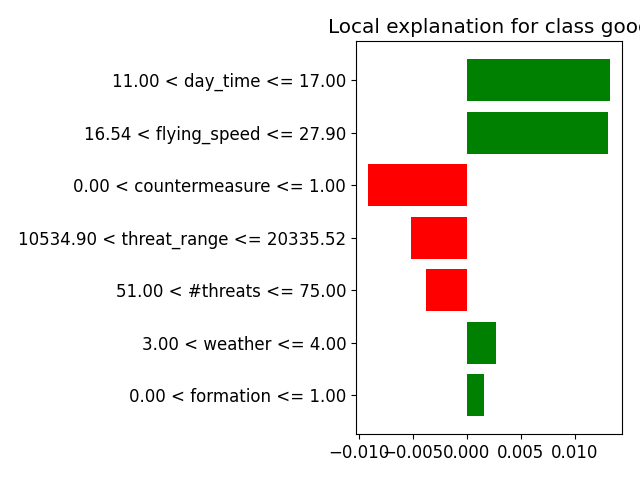 Local explanation for class goo
11.00 < day_time <= 17.00
16.54 < flying_speed <= 27.90
0.00 < countermeasure <= 1.00
10534.90 < threat_range <= 20335.52
51.00 < #threats <= 75.00
3.00 < weather <= 4.00
0.00 < formation <= 1.00
−0.010 −0.005 0.000 0.005 0.010